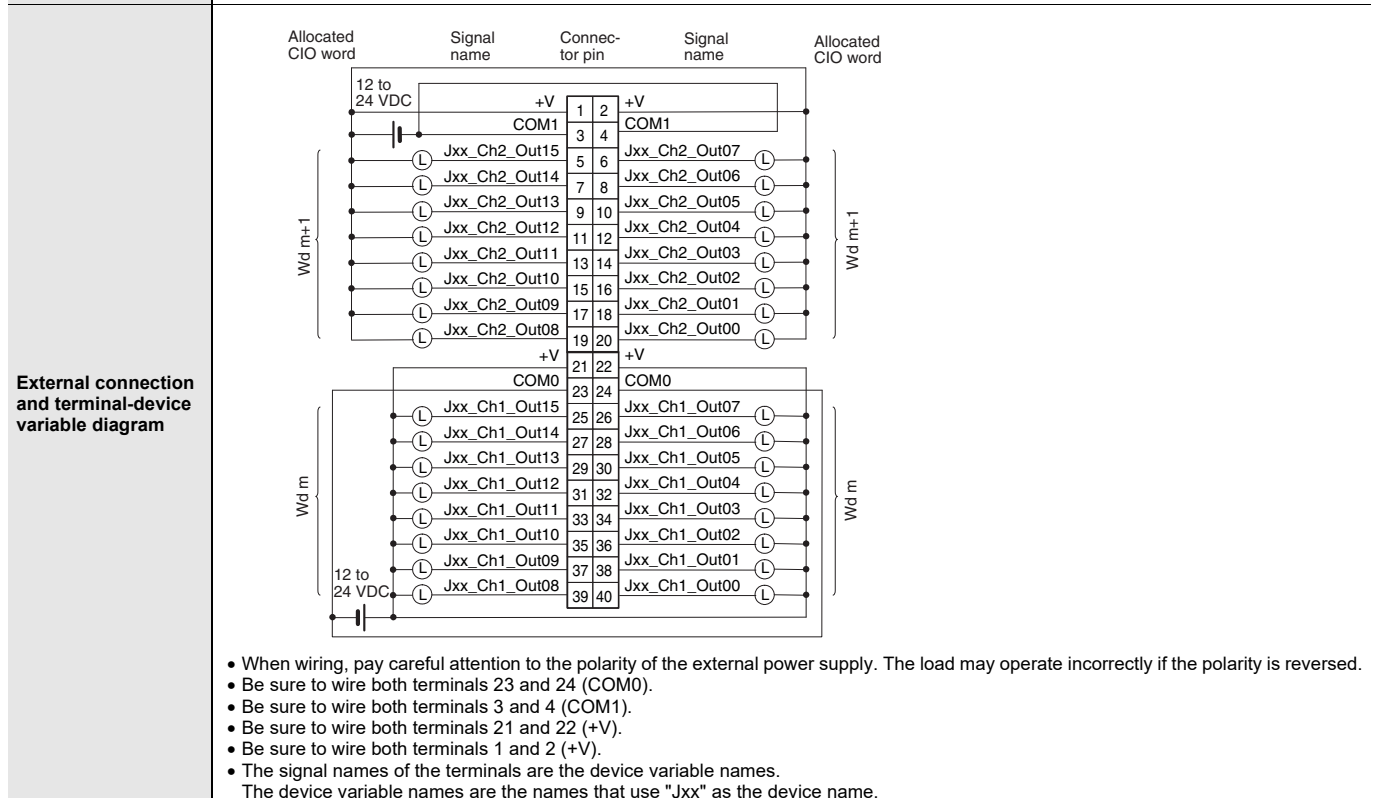 External connection
and terminal-device
variable diagram
Allocated
CIO word
Signal
name
Connec-
tor pin
Signal
name
Allocated
CIO word
12 to
24 VDC
+V 1 2 +V
COM1 3 4 COM1
L Jxx_Ch2_Out15 5 6 Jxx_Ch2_Out07 L
L Jxx_Ch2_Out14 7 8 Jxx_Ch2_Out06 L
L Jxx_Ch2_Out13 9 10 Jxx_Ch2_Out05 L
L Jxx_Ch2_Out12 11 12 Jxx_Ch2_Out04 L
L Jxx_Ch2_Out11 13 14 Jxx_Ch2_Out03 L
L Jxx_Ch2_Out10 15 16 Jxx_Ch2_Out02 L
L Jxx_Ch2_Out09 17 18 Jxx_Ch2_Out01 L
L Jxx_Ch2_Out08 19 20 Jxx_Ch2_Out00 L
Wd m+1
Wd m+1
+V 21 22 +V
COM0 23 24 COM0
L Jxx_Ch1_Out15 25 26 Jxx_Ch1_Out07 L
L Jxx_Ch1_Out14 27 28 Jxx_Ch1_Out06 L
L Jxx_Ch1_Out13 29 30 Jxx_Ch1_Out05 L
L Jxx_Ch1_Out12 31 32 Jxx_Ch1_Out04 L
L Jxx_Ch1_Out11 33 34 Jxx_Ch1_Out03 L
L Jxx_Ch1_Out10 35 36 Jxx_Ch1_Out02 L
L Jxx_Ch1_Out09 37 38 Jxx_Ch1_Out01 L
L Jxx_Ch1_Out08 39 40 Jxx_Ch1_Out00 L
Wd m
Wd m
12 to
24 VDC
• When wiring, pay careful attention to the polarity of the external power supply. The load may operate incorrectly if the polarity is reversed.
• Be sure to wire both terminals 23 and 24 (COM0).
• Be sure to wire both terminals 3 and 4 (COM1).
• Be sure to wire both terminals 21 and 22 (+V).
• Be sure to wire both terminals 1 and 2 (+V).
• The signal names of the terminals are the device variable names.
The device variable names are the names that use "Jxx" as the device name.